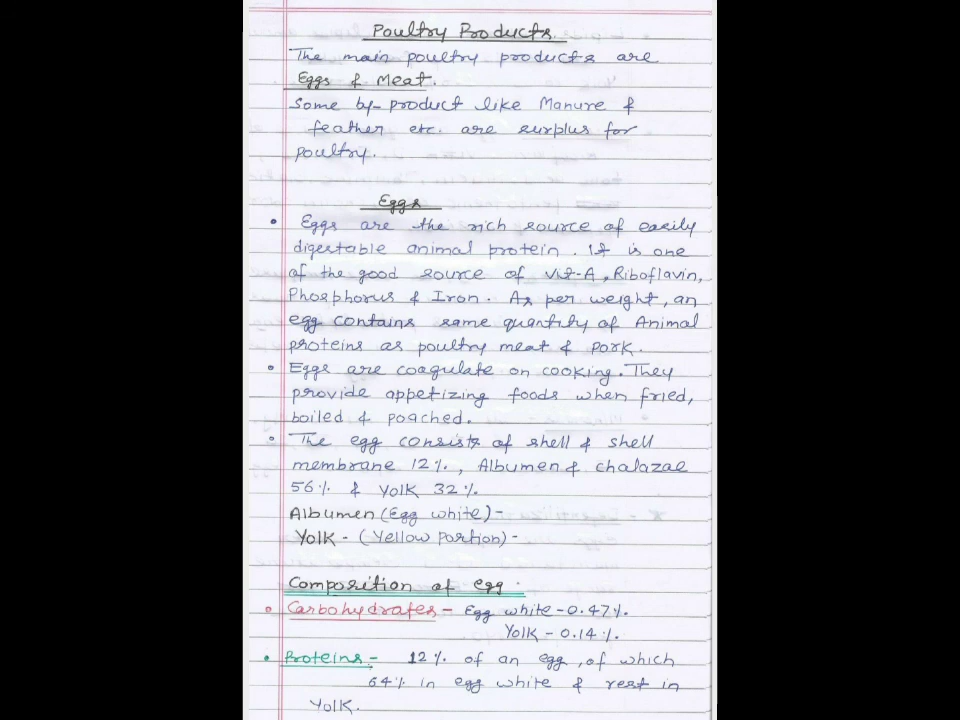 Poultry Products.
The main poultry products are
Eggs & Meat.
Some by-product like Manure &
feather etc. are surplus for
poultry.
Eggs
• Eggs are the rich source of easily
digestable animal protein. It is one
of the good source of Vit-A, Riboflavin,
Phosphorus & Iron. As per weight, an
egg contains same quantity of Animal
proteins as poultry meat & pork.
• Eggs are coagulate on cooking. They
provide appetizing foods when fried,
boiled & poached.
• The egg consists of shell & shell
membrane 12%, Albumen & chalazae
56% & Yolk 32%.
Albumen (Egg white) -
Yolk - (Yellow portion) -
Composition of egg.
• Carbohydrates - Egg white - 0.47%.
Yolk - 0.14%.
• Proteins:- 12% of an egg, of which
64% in egg white & rest in
Yolk.